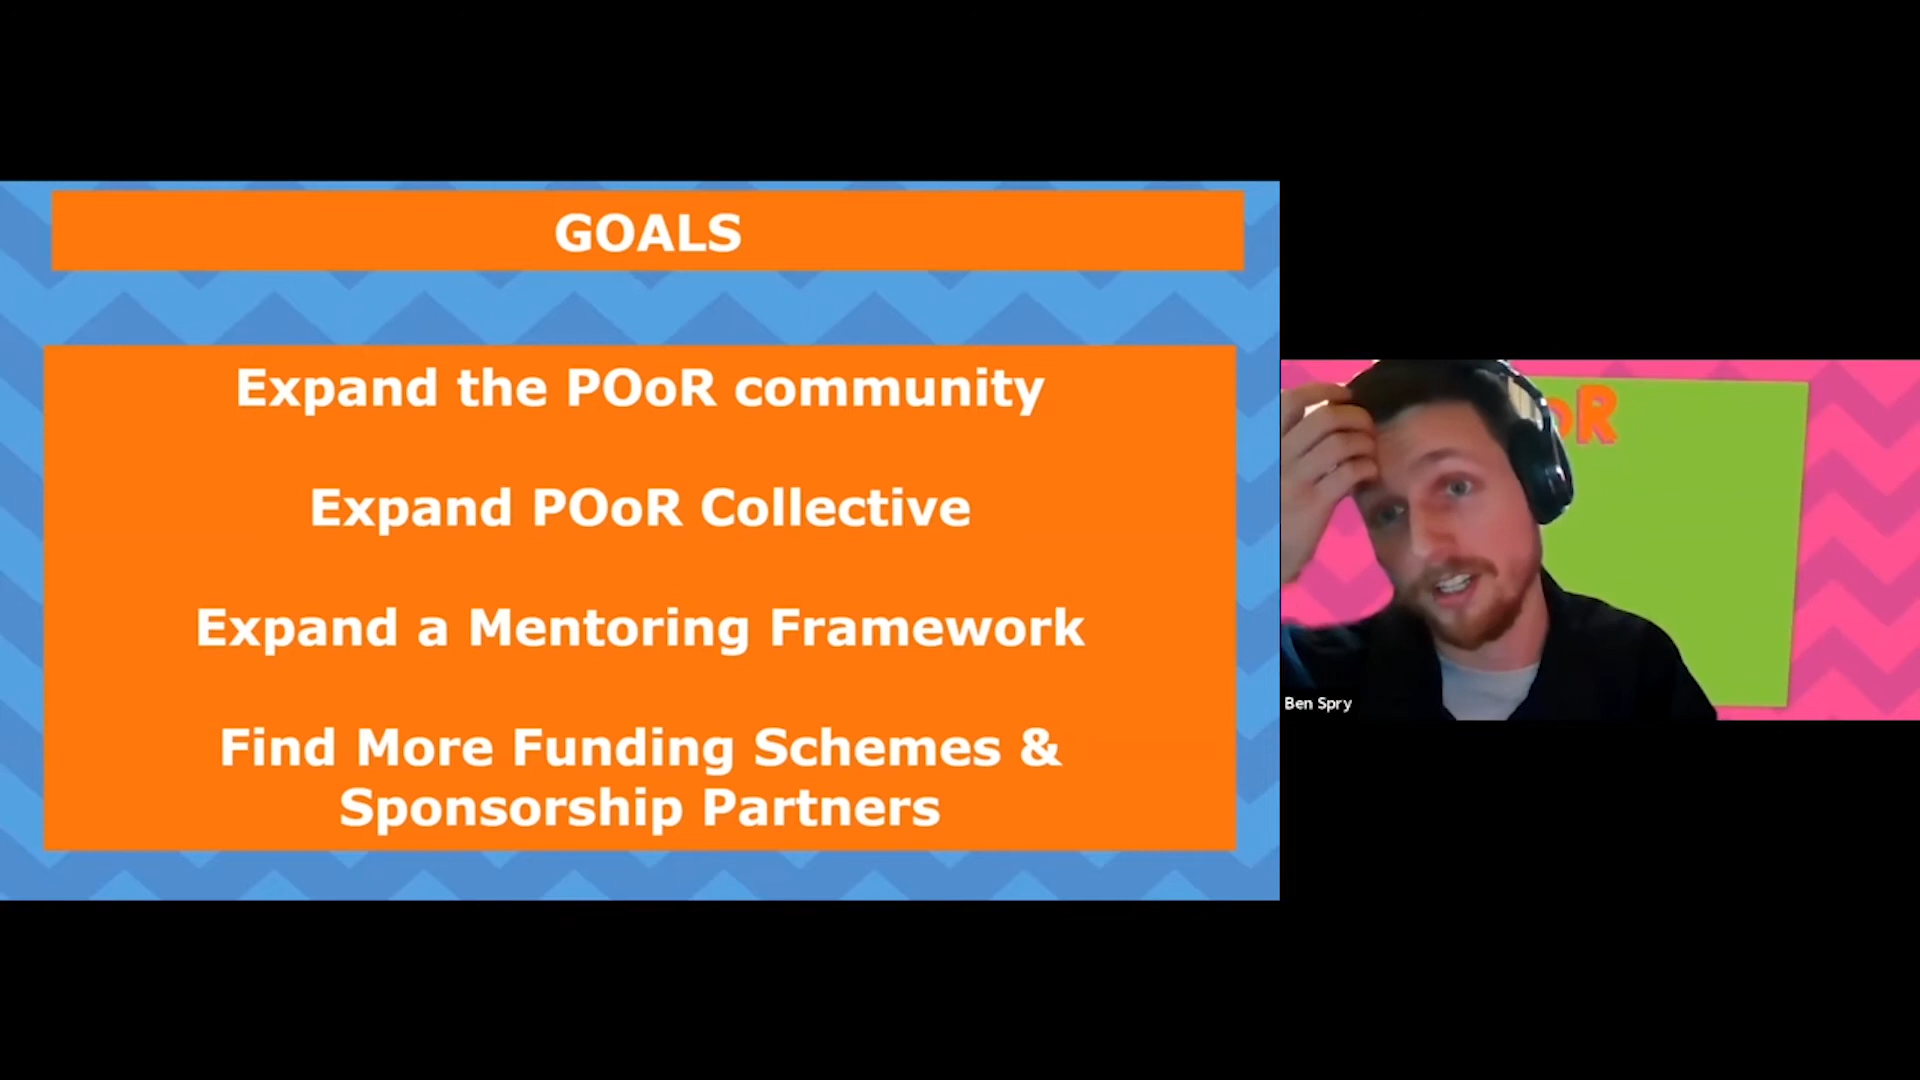 GOALS
Expand the POoR community
Expand POoR Collective
Expand a Mentoring Framework
Find More Funding Schemes &
Sponsorship Partners
oR
Ben Spry